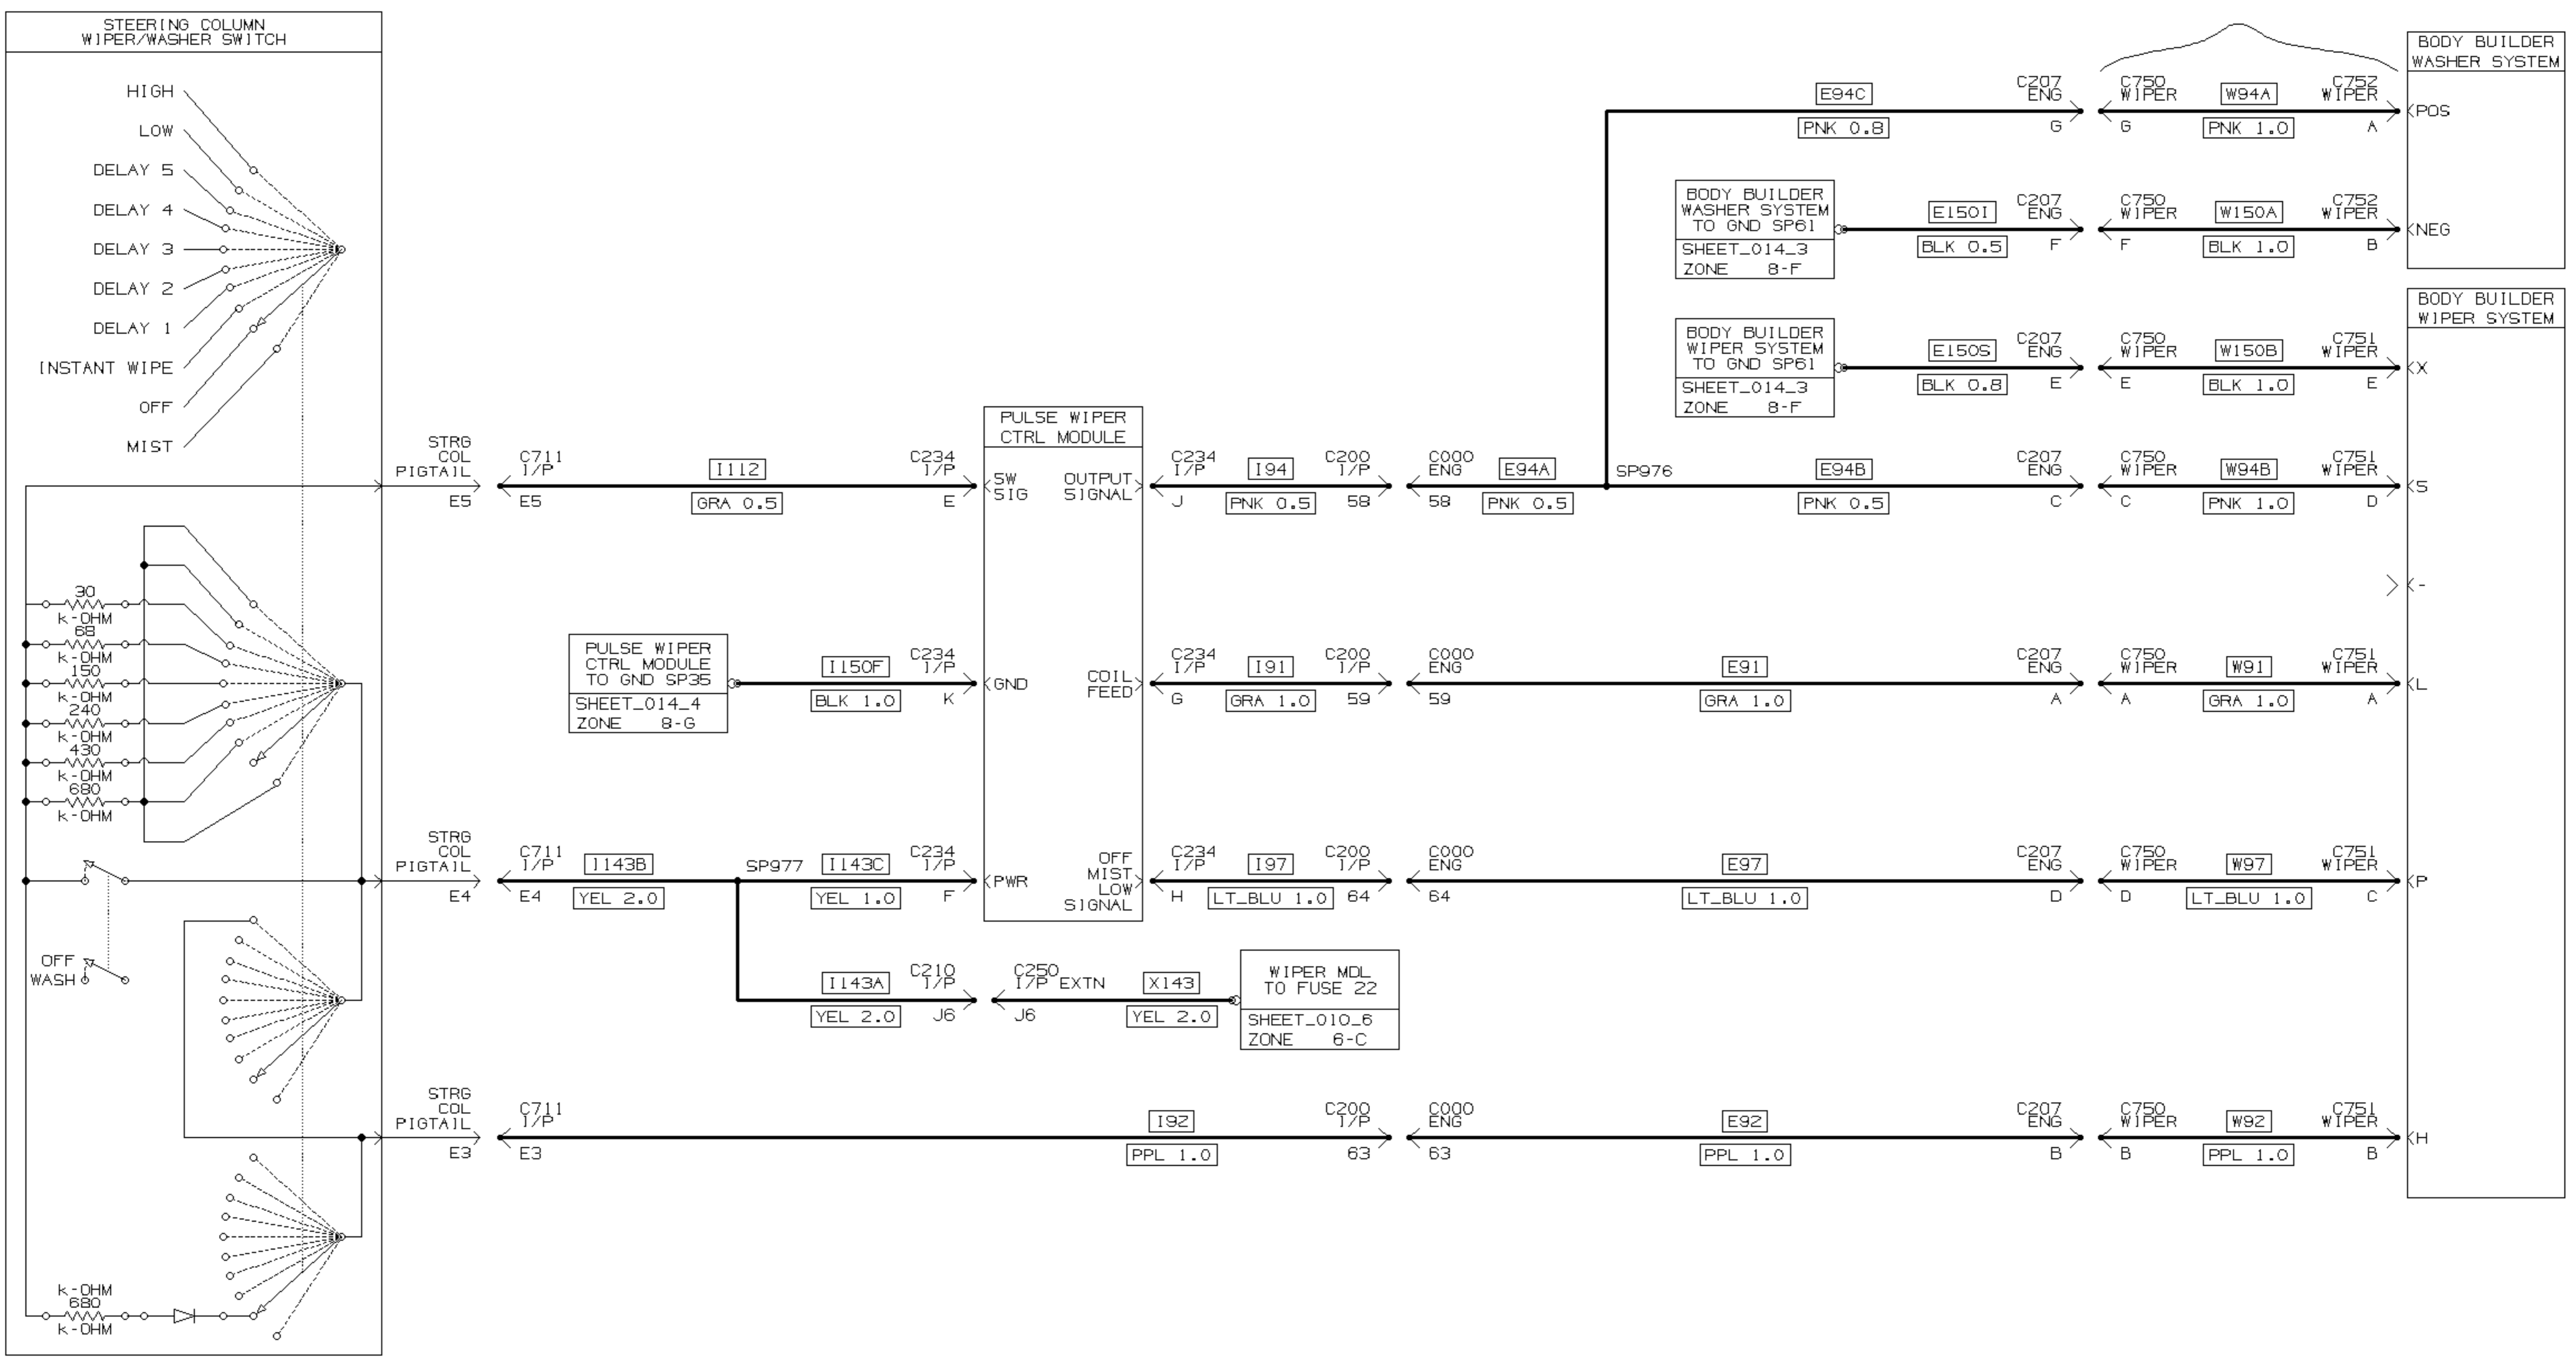 STEERING COLUMN
WIPER/WASHER SWITCH
HIGH
LOW
DELAY 5
DELAY 4
DELAY 3
DELAY 2
DELAY 1
INSTANT WIPE
OFF
MIST
30
K-OHM
68
K-OHM
150
K-OHM
240
K-OHM
430
K-OHM
680
K-OHM
OFF
WASH
K-OHM
680
K-OHM
STRG
COL
PIGTAIL
E5
C711
I/P
E5
I112
GRA 0.5
C234
I/P
E
STRG
COL
PIGTAIL
E4
C711
I/P
E4
I143B
YEL 2.0
SP977
I143C
YEL 1.0
C234
I/P
F
I143A
YEL 2.0
C210
I/P
J6
C250
I/P EXTN
J6
X143
YEL 2.0
WIPER MDL
TO FUSE 22
SHEET_010_6
ZONE 6-C
STRG
COL
PIGTAIL
E3
C711
I/P
E3
I92
PPL 1.0
C200
I/P
63
C000
ENG
63
E92
PPL 1.0
C207
ENG
B
C750
WIPER
B
W92
PPL 1.0
C751
WIPER
B
PULSE WIPER
CTRL MODULE
TO GND SP35
SHEET_014_4
ZONE 8-G
I150F
BLK 1.0
C234
I/P
K
PULSE WIPER
CTRL MODULE
SW
SIG
OUTPUT
SIGNAL
GND
COIL
FEED
PWR
OFF
MIST
LOW
SIGNAL
C234
I/P
J
I94
PNK 0.5
C200
I/P
58
C000
ENG
58
E94A
PNK 0.5
SP976
E94B
PNK 0.5
C207
ENG
C
C750
WIPER
C
W94B
PNK 1.0
C751
WIPER
D
C234
I/P
G
I91
GRA 1.0
C200
I/P
59
C000
ENG
59
E91
GRA 1.0
C207
ENG
A
C750
WIPER
A
W91
GRA 1.0
C751
WIPER
A
C234
I/P
H
I97
LT_BLU 1.0
C200
I/P
64
C000
ENG
64
E97
LT_BLU 1.0
C207
ENG
D
C750
WIPER
D
W97
LT_BLU 1.0
C751
WIPER
C
E94C
PNK 0.8
C207
ENG
G
C750
WIPER
G
W94A
PNK 1.0
C752
WIPER
A
BODY BUILDER
WASHER SYSTEM
TO GND SP61
SHEET_014_3
ZONE 8-F
E150I
BLK 0.5
C207
ENG
F
C750
WIPER
F
W150A
BLK 1.0
C752
WIPER
B
BODY BUILDER
WIPER SYSTEM
TO GND SP61
SHEET_014_3
ZONE 8-F
E150S
BLK 0.8
C207
ENG
E
C750
WIPER
E
W150B
BLK 1.0
C751
WIPER
E
BODY BUILDER
WASHER SYSTEM
POS
NEG
BODY BUILDER
WIPER SYSTEM
X
S
-
L
P
H